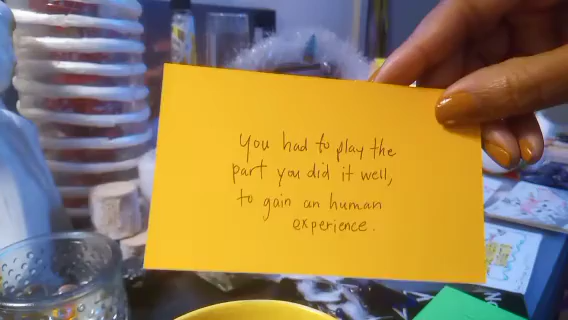 You had to play the
part you did it well,
to gain an human
experience.